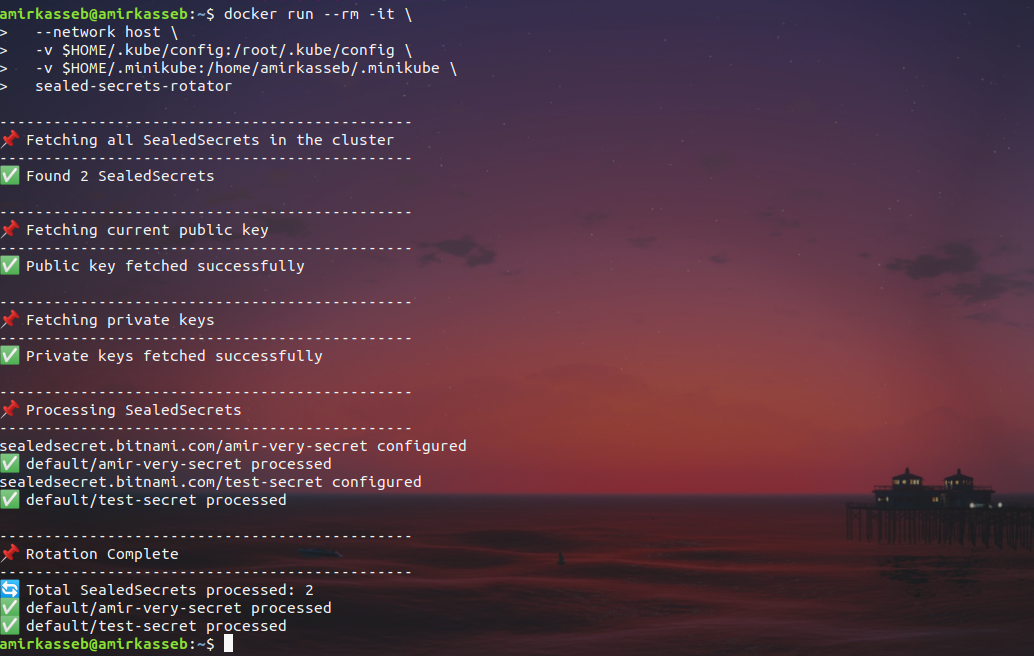 amirkasseb@amirkasseb:~$ docker run --rm -it \
>   --network host \
>   -v $HOME/.kube/config:/root/.kube/config \
>   -v $HOME/.minikube:/home/amirkasseb/.minikube \
>   sealed-secrets-rotator
----------------------------------------------
📌 Fetching all SealedSecrets in the cluster
----------------------------------------------
✅ Found 2 SealedSecrets
----------------------------------------------
📌 Fetching current public key
----------------------------------------------
✅ Public key fetched successfully
----------------------------------------------
📌 Fetching private keys
----------------------------------------------
✅ Private keys fetched successfully
----------------------------------------------
📌 Processing SealedSecrets
----------------------------------------------
sealedsecret.bitnami.com/amir-very-secret configured
✅ default/amir-very-secret processed
sealedsecret.bitnami.com/test-secret configured
✅ default/test-secret processed
----------------------------------------------
📌 Rotation Complete
----------------------------------------------
🔄 Total SealedSecrets processed: 2
✅ default/amir-very-secret processed
✅ default/test-secret processed
amirkasseb@amirkasseb:~$